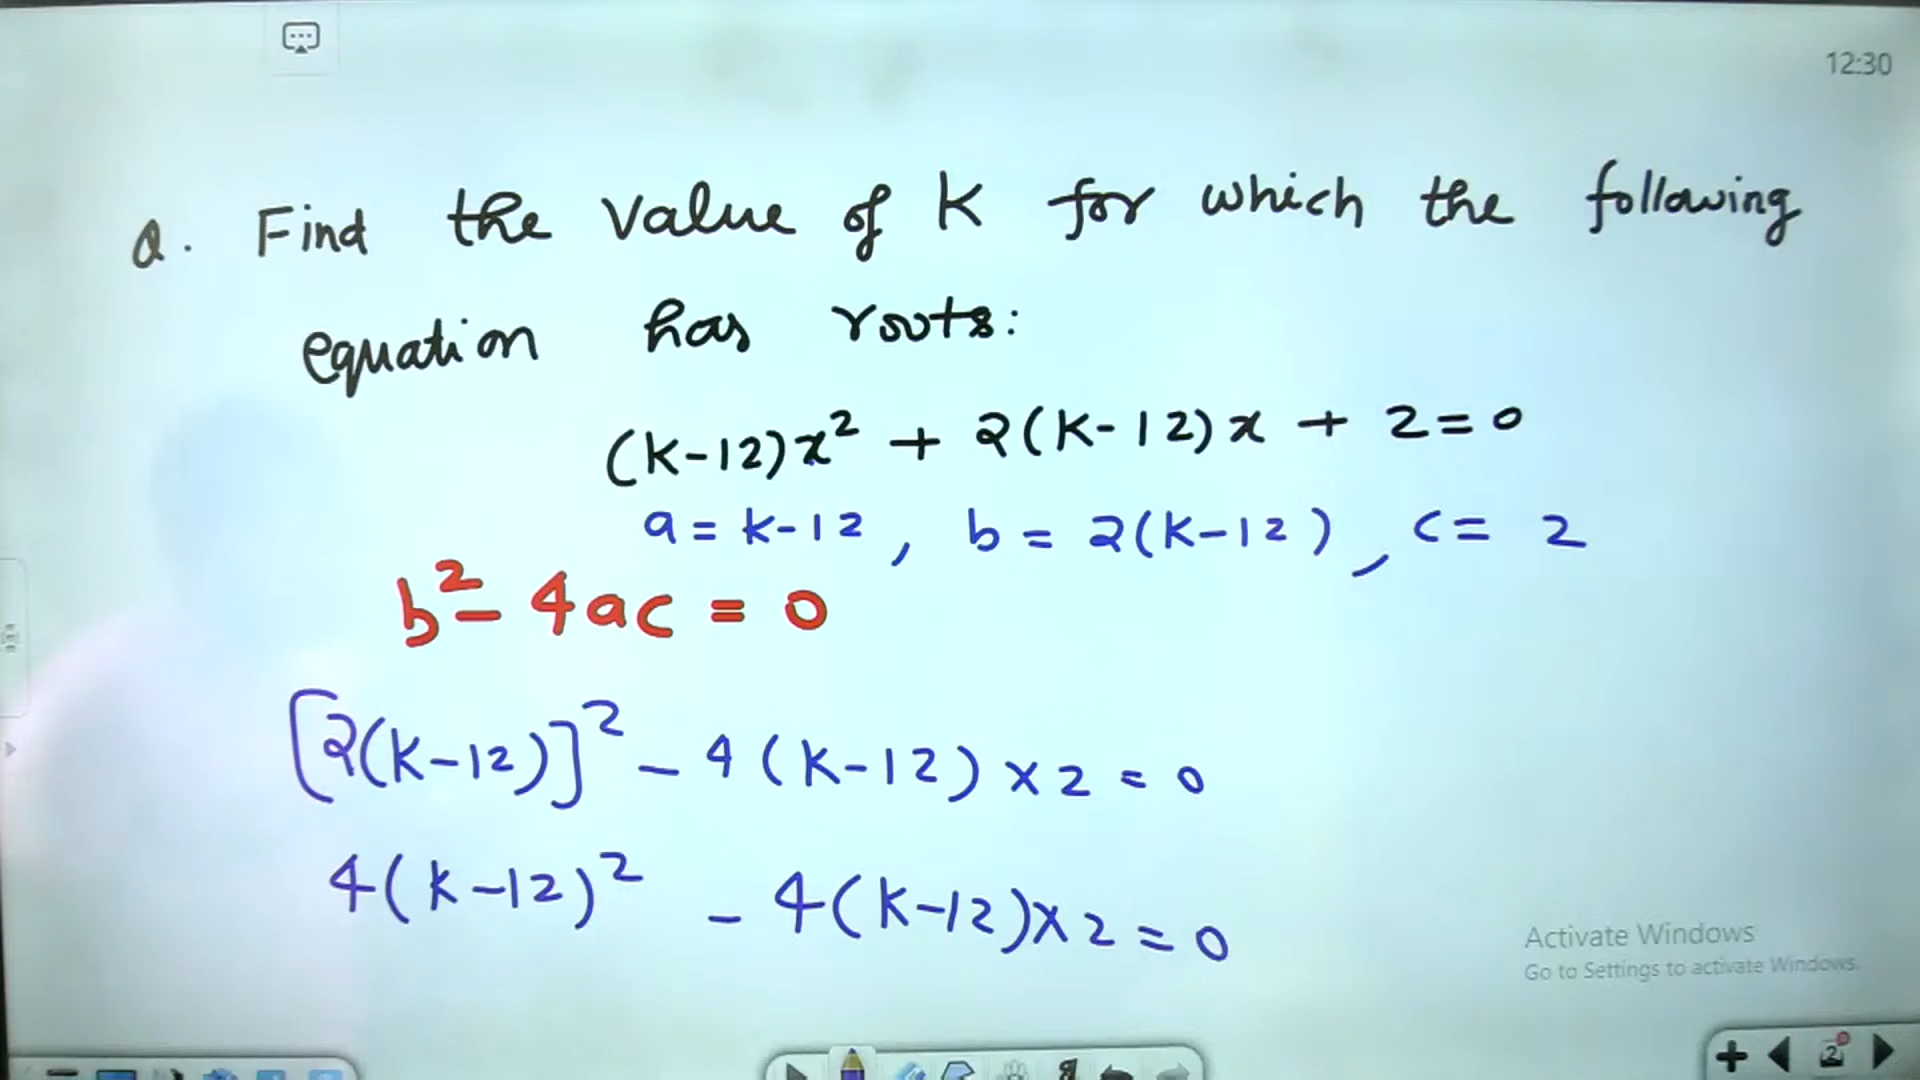 12:30
Q. Find the value of K for which the following
equation has roots:
(K-12)x² + 2(K-12)x + 2=0
a = k-12 , b = 2(K-12) , c = 2
b² - 4ac = 0
[2(K-12)]² - 4(K-12) × 2 = 0
4(k-12)² - 4(K-12)×2 = 0
Activate Windows
Go to Settings to activate Windows.
2